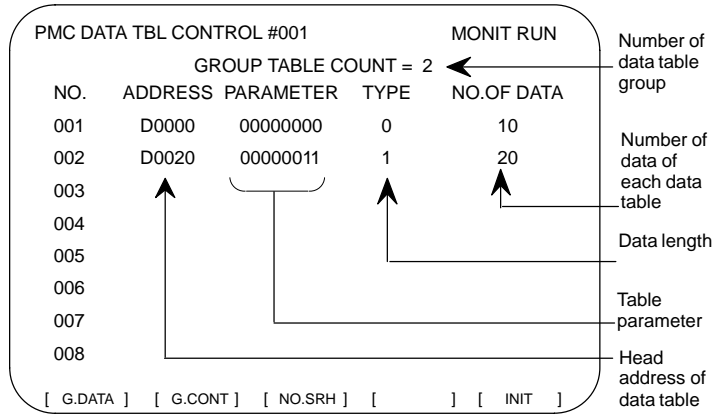 PMC DATA TBL CONTROL #001 MONIT RUN
GROUP TABLE COUNT = 2
NO. ADDRESS PARAMETER TYPE NO.OF DATA
001 D0000 00000000 0 10
002 D0020 00000011 1 20
003
004
005
006
007
008
[ G.DATA ] [ G.CONT ] [ NO.SRH ] [ ] [ INIT ]
Number of
data table
group
Number of
data of
each data
table
Data length
Table
parameter
Head
address of
data table